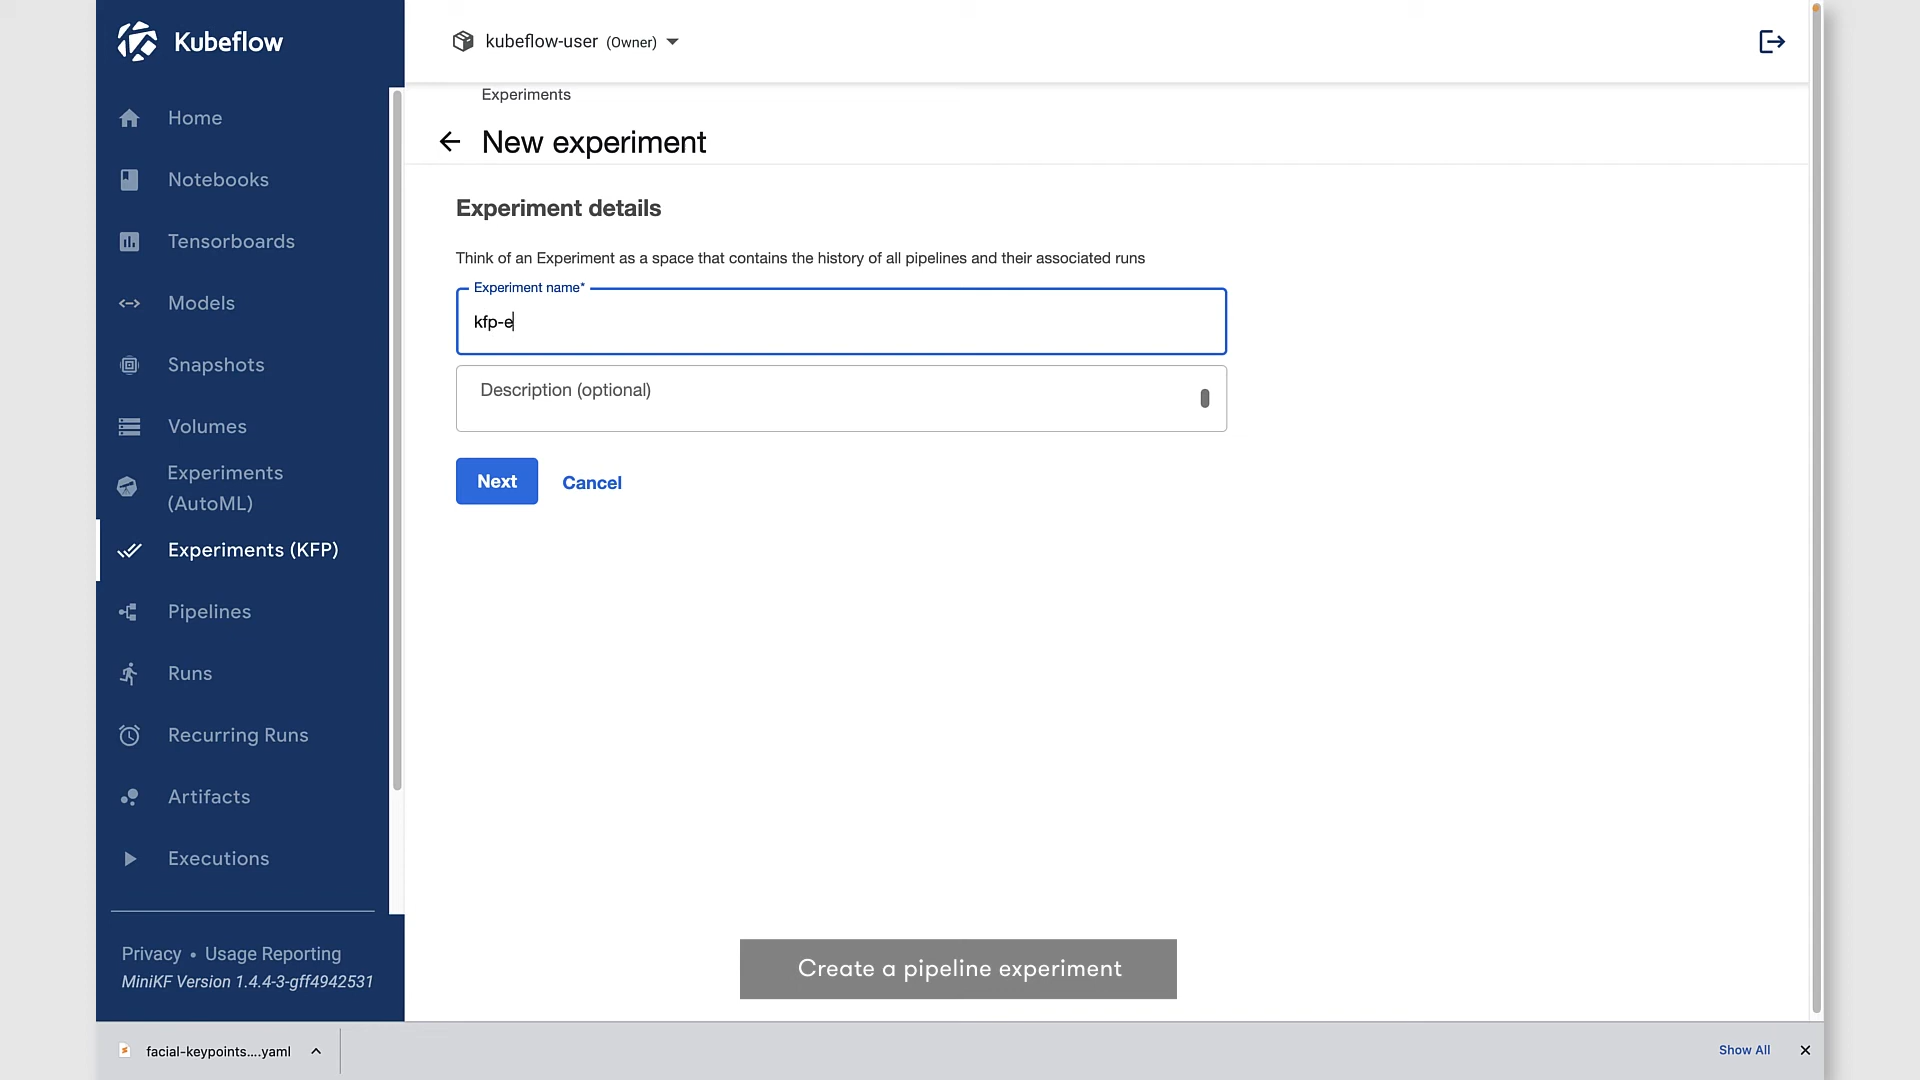 Kubeflow
Home
Notebooks
Tensorboards
Models
Snapshots
Volumes
Experiments
(AutoML)
Experiments (KFP)
Pipelines
Runs
Recurring Runs
Artifacts
Executions
Privacy • Usage Reporting
MiniKF Version 1.4.4-3-gff4942531
kubeflow-user (Owner)
Experiments
New experiment
Experiment details
Think of an Experiment as a space that contains the history of all pipelines and their associated runs
Experiment name*
kfp-e
Description (optional)
Next Cancel
Create a pipeline experiment
facial-keypoints....yaml
Show All